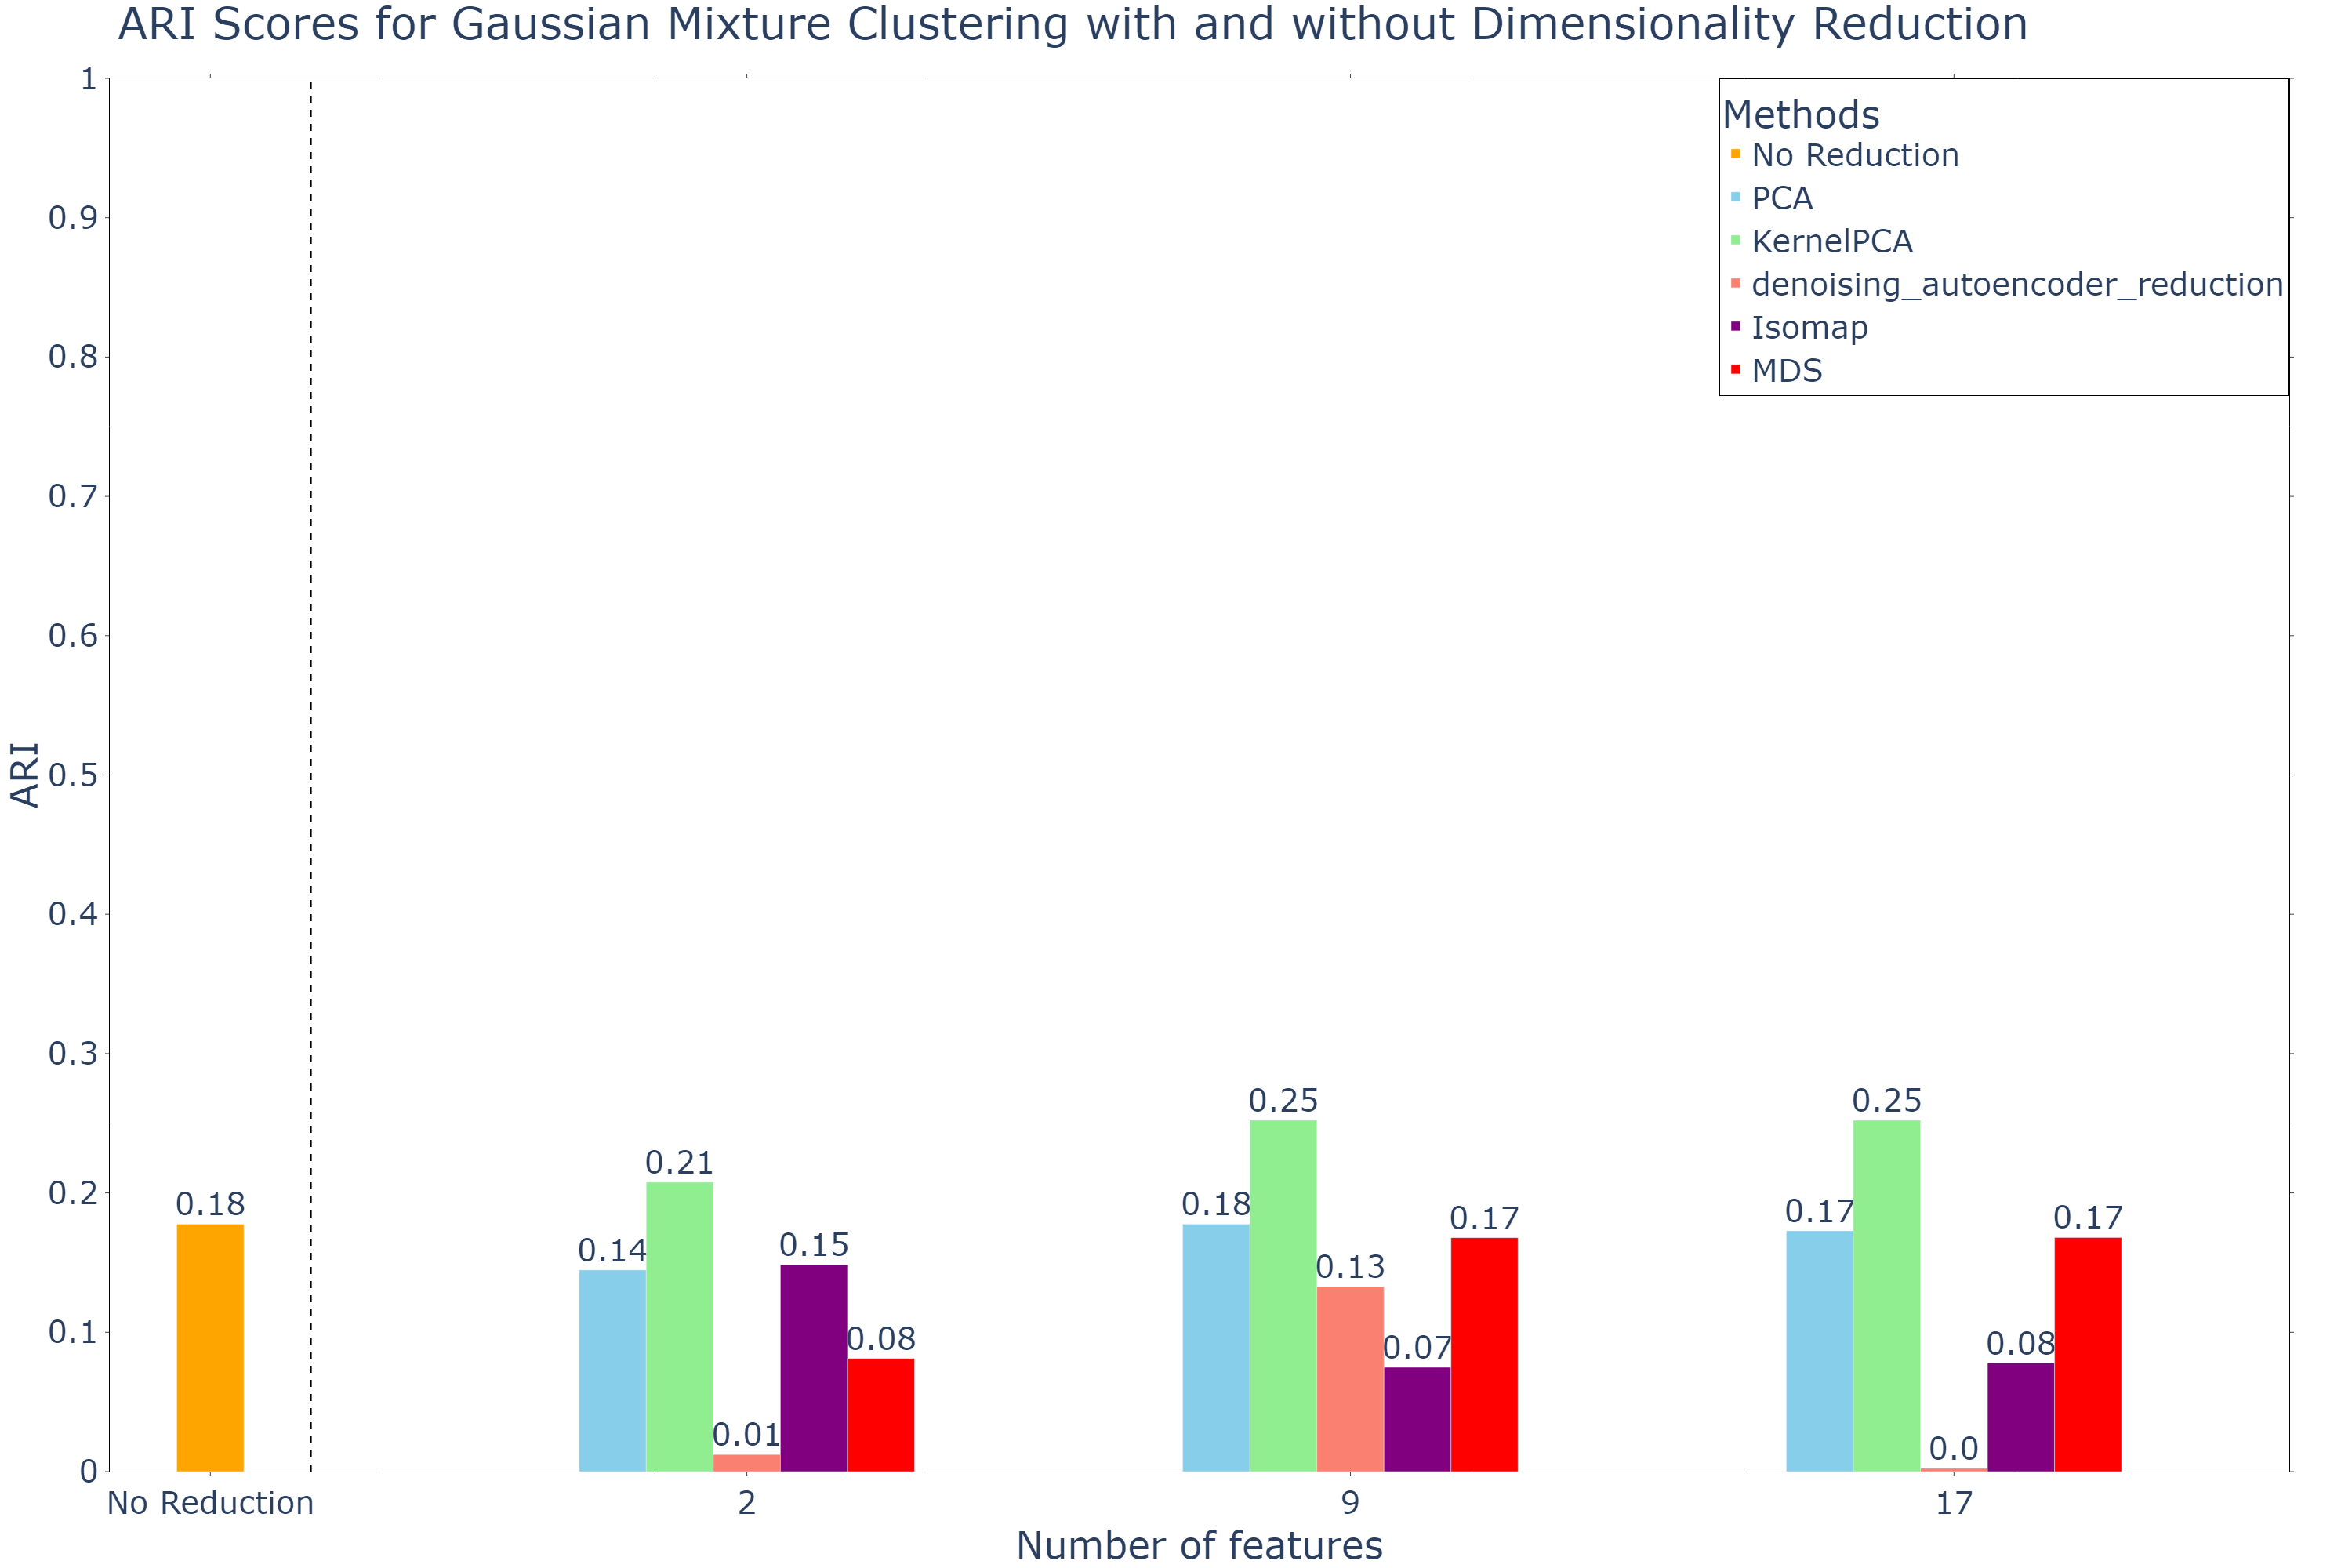 ARI Scores for Gaussian Mixture Clustering with and without Dimensionality Reduction
1
0.9
0.8
0.7
0.6
0.5
0.4
0.3
0.2
0.1
0
ARI
Methods
No Reduction
PCA
KernelPCA
denoising_autoencoder_reduction
Isomap
MDS
0.18
0.14
0.21
0.01
0.15
0.08
0.18
0.25
0.13
0.07
0.17
0.17
0.25
0.0
0.08
0.17
No Reduction
2
9
17
Number of features